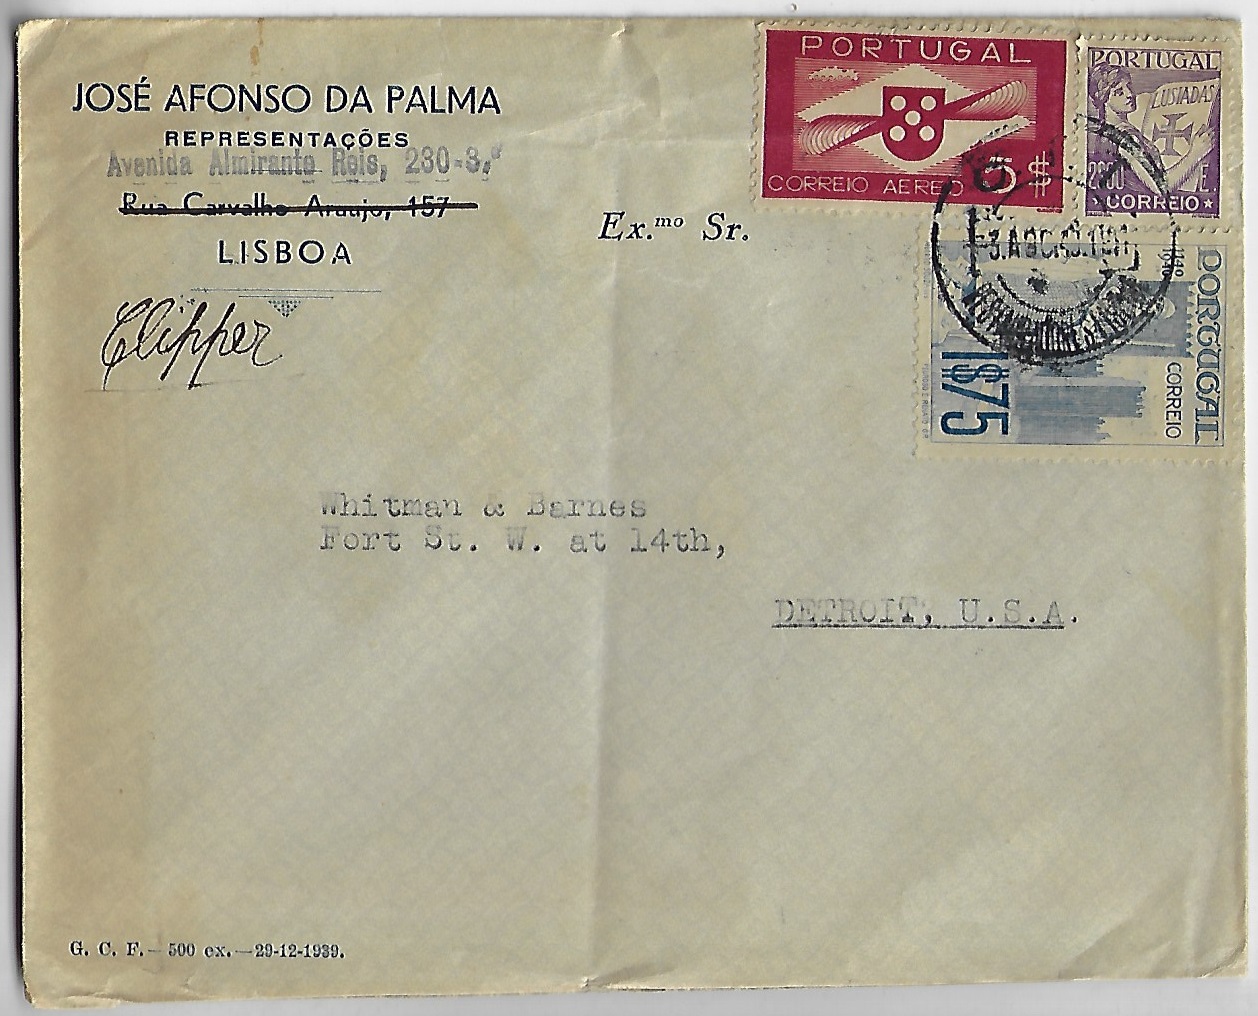 JOSÉ AFONSO DA PALMA
REPRESENTAÇÕES
Avenida Almirante Reis, 230-3.º
Rua Carvalho Araujo, 157
LISBOA
Clipper
Ex.mo Sr.
PORTUGAL
CORREIO AEREO 5$
PORTUGAL
LUSIADAS
E.
CORREIO
PORTUGAL
CORREIO
1140
1940
1$75
Whitman & Barnes
Fort St. W. at 14th,
DETROIT, U.S.A.
G. C. F.— 500 ex.—29-12-1939.